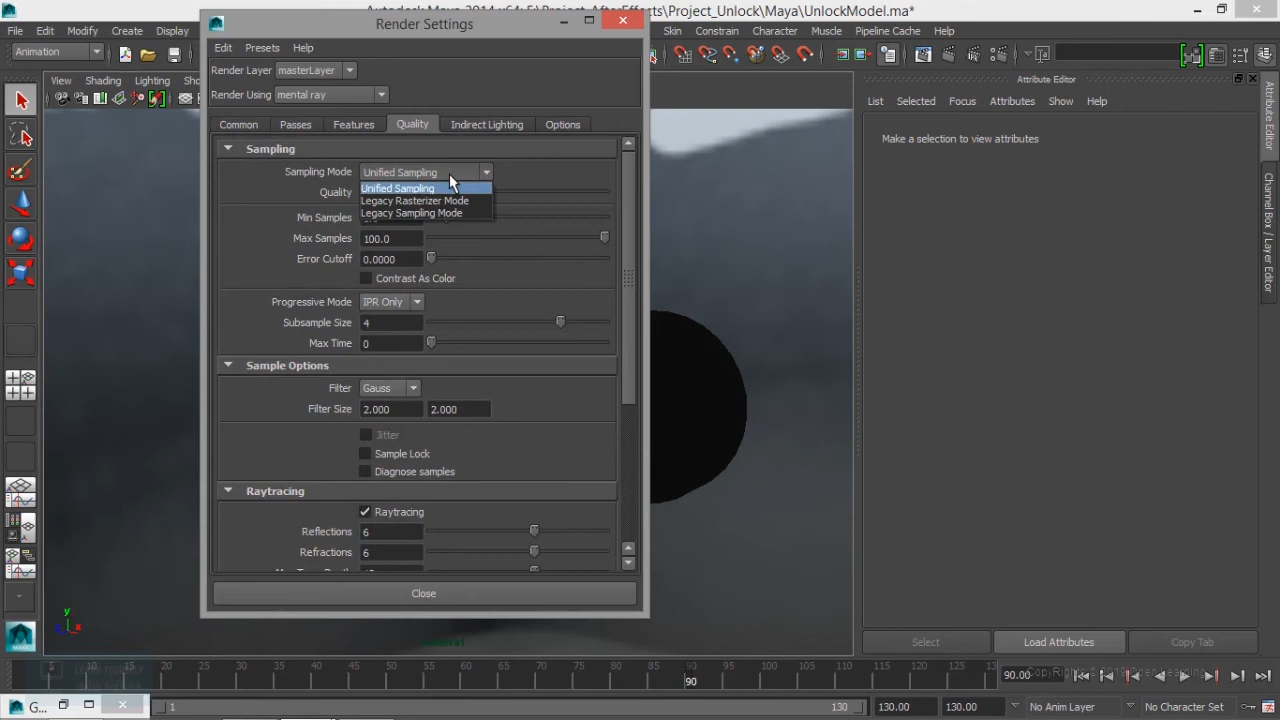 Autodesk Maya 2014 x64: E:\Project_AfterEffects\Project_Unlock\Maya\UnlockModel.ma*
Render Settings
File Edit Modify Create Display
Skin Constrain Character Muscle Pipeline Cache Help
Edit Presets Help
Animation
Render Layer masterLayer
View Shading Lighting
Render Using mental ray
Attribute Editor
List Selected Focus Attributes Show Help
Common Passes Features Quality Indirect Lighting Options
Make a selection to view attributes
Attribute Editor
Channel Box / Layer Editor
Sampling
Sampling Mode Unified Sampling
Unified Sampling
Legacy Rasterizer Mode
Legacy Sampling Mode
Quality
Min Samples
Max Samples 100.0
Error Cutoff 0.0000
Contrast As Color
Progressive Mode IPR Only
Subsample Size 4
Max Time 0
Sample Options
Filter Gauss
Filter Size 2.000 2.000
Jitter
Sample Lock
Diagnose samples
Raytracing
Raytracing
Reflections 6
Refractions 6
Close
Select Load Attributes Copy Tab
y
x
5 10 15 20 25 30 35 40 45 50 55 60 65 70 75 80 85 90 95 100 105 110 115 120 125 13
90
90.00
G...
1 130
130.00 130.00 No Anim Layer No Character Set